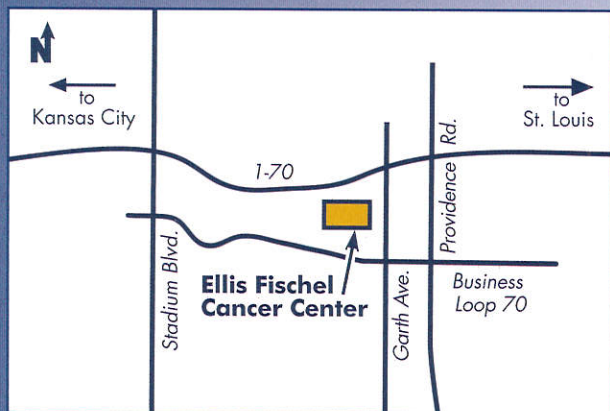 N
to
Kansas City
to
St. Louis
1-70
Providence Rd.
Stadium Blvd.
Ellis Fischel
Cancer Center
Garth Ave.
Business
Loop 70